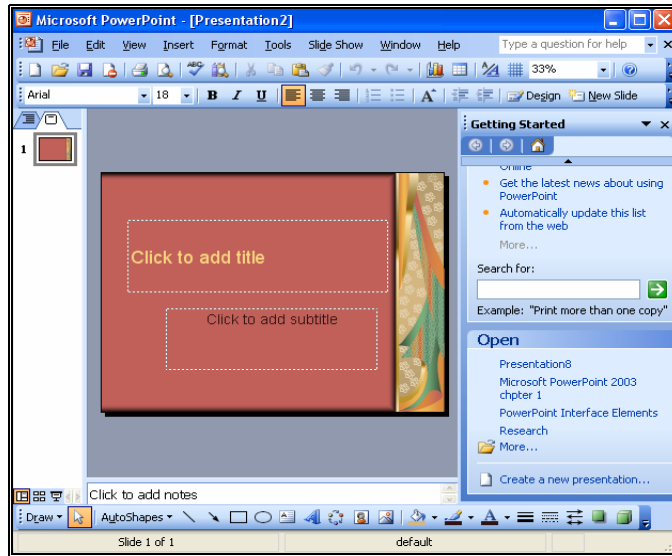 Microsoft PowerPoint - [Presentation2]
File Edit View Insert Format Tools Slide Show Window Help Type a question for help
33%
Arial 18 B I U A Design New Slide
Getting Started
1
Online
Get the latest news about using
PowerPoint
Automatically update this list
from the web
More...
Search for:
Example: "Print more than one copy"
Click to add title
Click to add subtitle
Open
Presentation8
Microsoft PowerPoint 2003
chpter 1
PowerPoint Interface Elements
Research
More...
Create a new presentation...
Click to add notes
Draw AutoShapes A
Slide 1 of 1 default